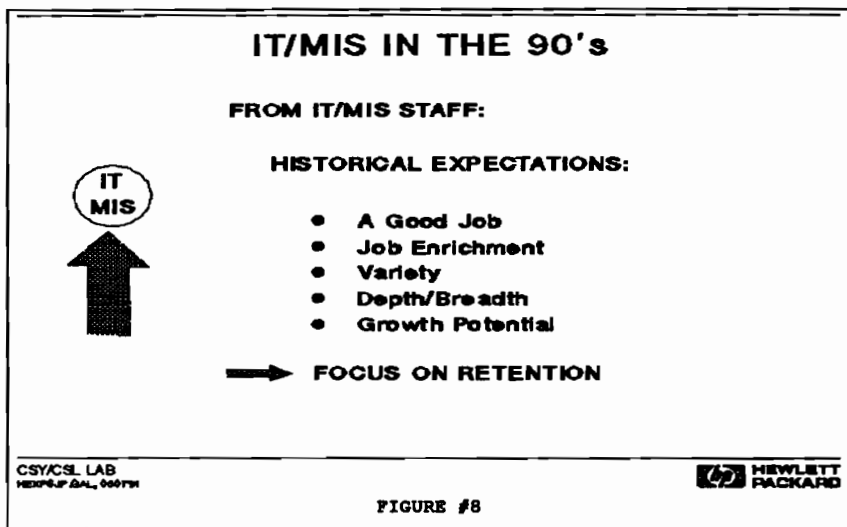 IT/MIS IN THE 90's
FROM IT/MIS STAFF:
HISTORICAL EXPECTATIONS:
IT
MIS
• A Good Job
• Job Enrichment
• Variety
• Depth/Breadth
• Growth Potential
FOCUS ON RETENTION
CSY/CSL LAB
hp HEWLETT
PACKARD
FIGURE #8